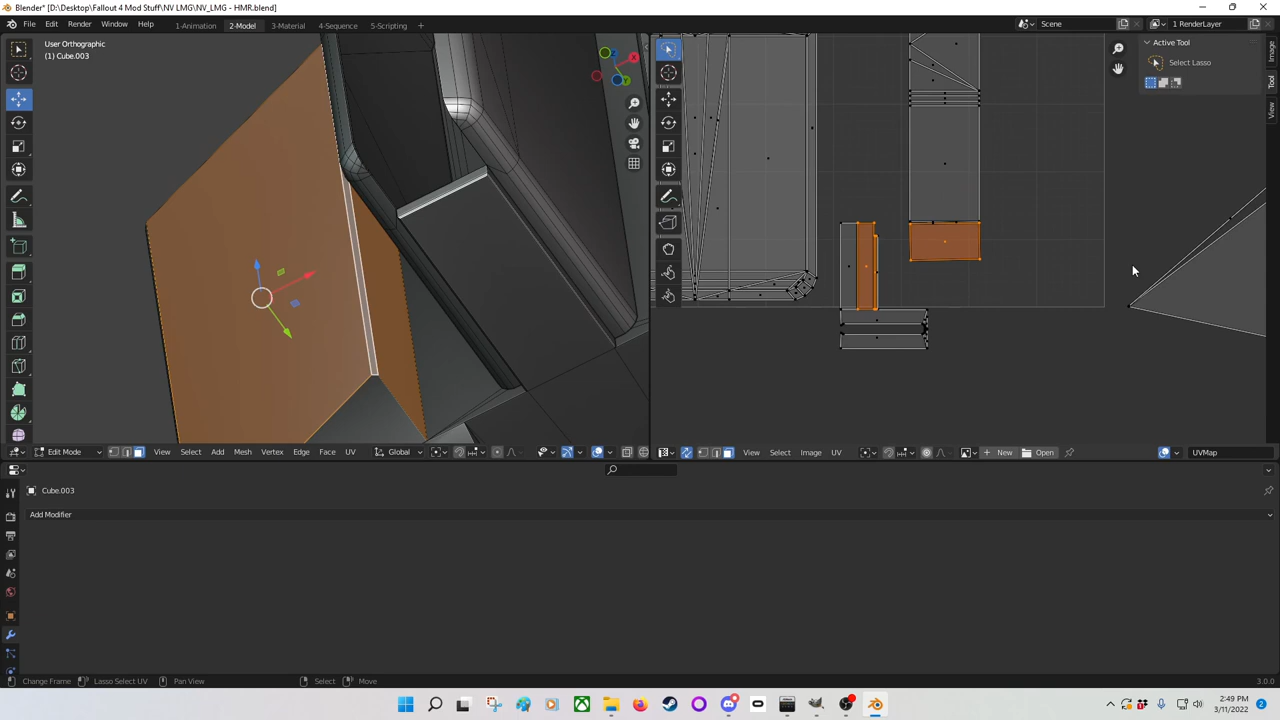 Blender* [D:\Desktop\Fallout 4 Mod Stuff\NV LMG\NV_LMG - HMR.blend]
File Edit Render Window Help 1-Animation 2-Model 3-Material 4-Sequence 5-Scripting Scene 1 RenderLayer
User Orthographic
(1) Cube.003
Active Tool
Select Lasso
Image
Tool
View
Edit Mode View Select Add Mesh Vertex Edge Face UV Global View Select Image UV New Open UVMap
Cube.003
Add Modifier
Change Frame Lasso Select UV Pan View Select Move 3.0.0
2:49 PM
3/11/2022
2